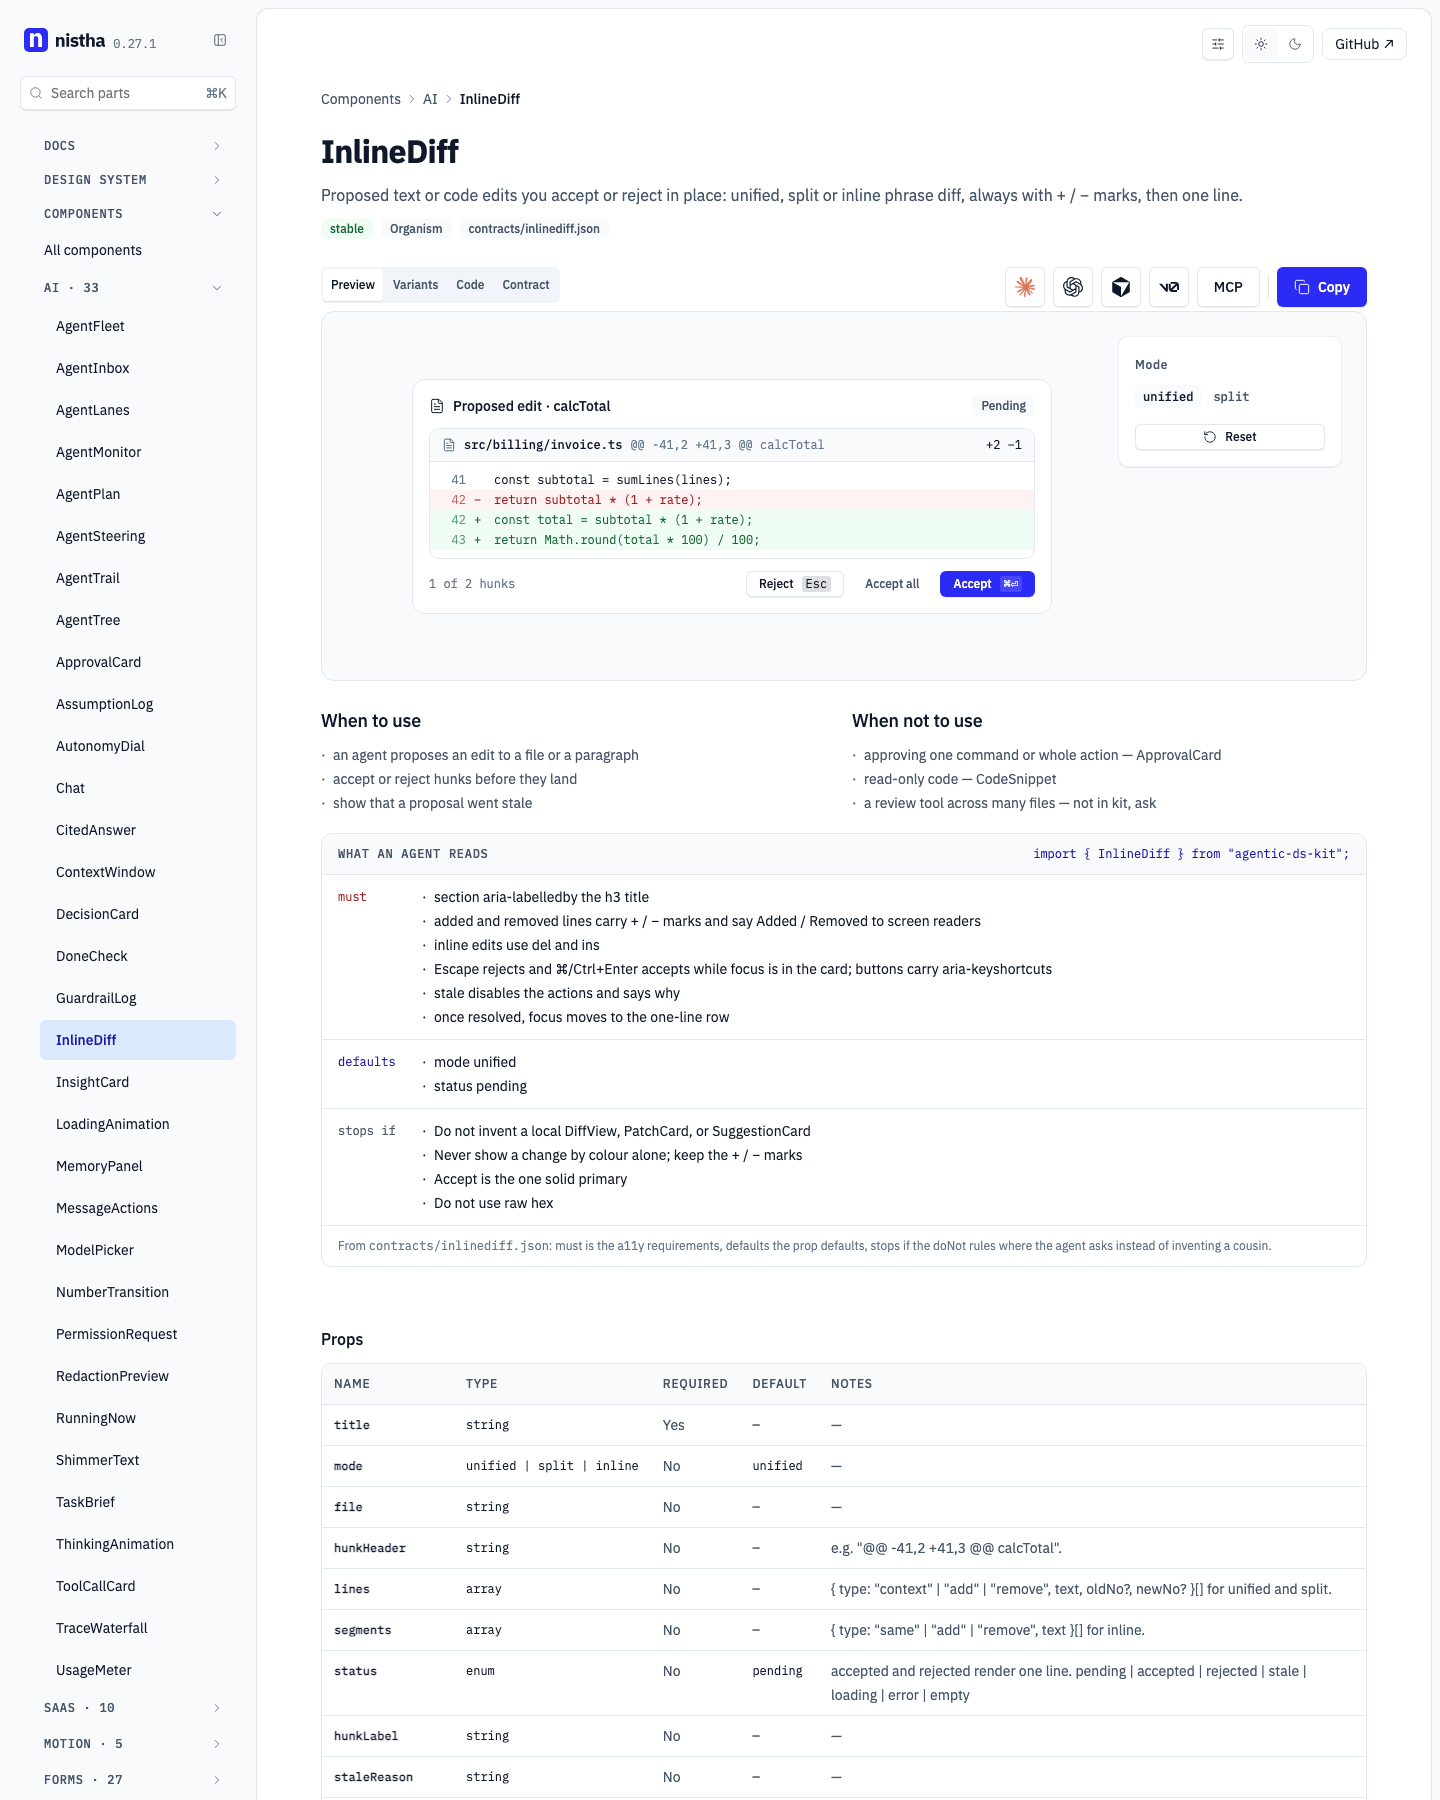 n nistha 0.27.1
Search parts ⌘K
DOCS
DESIGN SYSTEM
COMPONENTS
All components
AI · 33
AgentFleet
AgentInbox
AgentLanes
AgentMonitor
AgentPlan
AgentSteering
AgentTrail
AgentTree
ApprovalCard
AssumptionLog
AutonomyDial
Chat
CitedAnswer
ContextWindow
DecisionCard
DoneCheck
GuardrailLog
InlineDiff
InsightCard
LoadingAnimation
MemoryPanel
MessageActions
ModelPicker
NumberTransition
PermissionRequest
RedactionPreview
RunningNow
ShimmerText
TaskBrief
ThinkingAnimation
ToolCallCard
TraceWaterfall
UsageMeter
SAAS · 10
MOTION · 5
FORMS · 27
GitHub ↗
Components > AI > InlineDiff
InlineDiff
Proposed text or code edits you accept or reject in place: unified, split or inline phrase diff, always with + / − marks, then one line.
stable Organism contracts/inlinediff.json
Preview Variants Code Contract
v0 MCP Copy
Proposed edit · calcTotal Pending
src/billing/invoice.ts @@ -41,2 +41,3 @@ calcTotal +2 −1
41 const subtotal = sumLines(lines);
42 − return subtotal * (1 + rate);
42 + const total = subtotal * (1 + rate);
43 + return Math.round(total * 100) / 100;
1 of 2 hunks Reject Esc Accept all Accept ⌘⏎
Mode
unified split
Reset
When to use
· an agent proposes an edit to a file or a paragraph
· accept or reject hunks before they land
· show that a proposal went stale
When not to use
· approving one command or whole action — ApprovalCard
· read-only code — CodeSnippet
· a review tool across many files — not in kit, ask
WHAT AN AGENT READS import { InlineDiff } from "agentic-ds-kit";
must · section aria-labelledby the h3 title
· added and removed lines carry + / − marks and say Added / Removed to screen readers
· inline edits use del and ins
· Escape rejects and ⌘/Ctrl+Enter accepts while focus is in the card; buttons carry aria-keyshortcuts
· stale disables the actions and says why
· once resolved, focus moves to the one-line row
defaults · mode unified
· status pending
stops if · Do not invent a local DiffView, PatchCard, or SuggestionCard
· Never show a change by colour alone; keep the + / − marks
· Accept is the one solid primary
· Do not use raw hex
From contracts/inlinediff.json: must is the a11y requirements, defaults the prop defaults, stops if the doNot rules where the agent asks instead of inventing a cousin.
Props
NAME TYPE REQUIRED DEFAULT NOTES
title string Yes — —
mode unified | split | inline No unified —
file string No — —
hunkHeader string No — e.g. "@@ -41,2 +41,3 @@ calcTotal".
lines array No — { type: "context" | "add" | "remove", text, oldNo?, newNo? }[] for unified and split.
segments array No — { type: "same" | "add" | "remove", text }[] for inline.
status enum No pending accepted and rejected render one line. pending | accepted | rejected | stale |
loading | error | empty
hunkLabel string No — —
staleReason string No — —